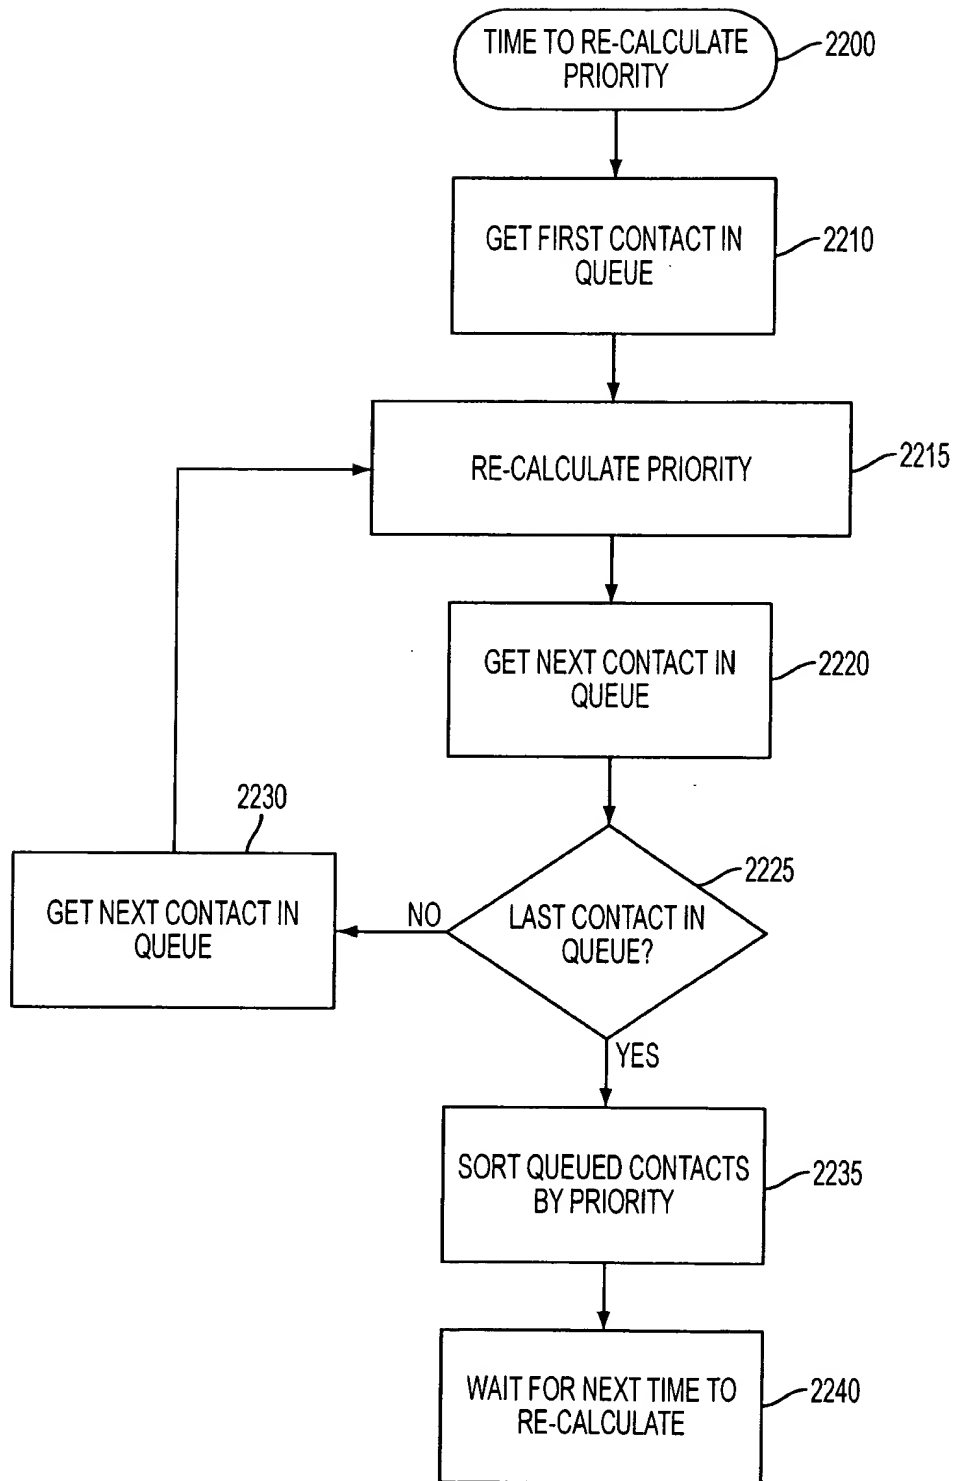 TIME TO RE-CALCULATE
PRIORITY
2200
GET FIRST CONTACT IN
QUEUE
2210
RE-CALCULATE PRIORITY
2215
GET NEXT CONTACT IN
QUEUE
2220
2230
GET NEXT CONTACT IN
QUEUE
NO
LAST CONTACT IN
QUEUE?
2225
YES
SORT QUEUED CONTACTS
BY PRIORITY
2235
WAIT FOR NEXT TIME TO
RE-CALCULATE
2240